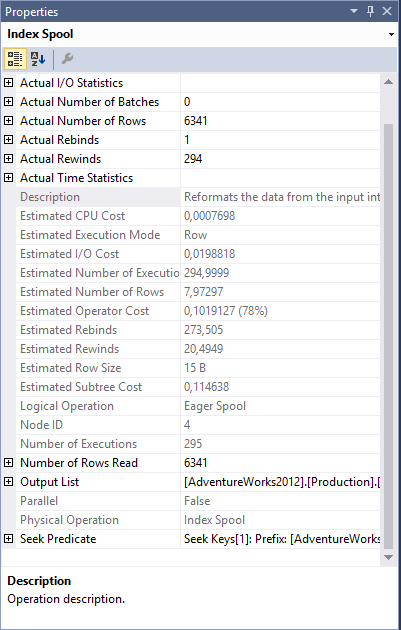 Properties
Index Spool
Actual I/O Statistics
Actual Number of Batches 0
Actual Number of Rows 6341
Actual Rebinds 1
Actual Rewinds 294
Actual Time Statistics
Description Reformats the data from the input int
Estimated CPU Cost 0,0007698
Estimated Execution Mode Row
Estimated I/O Cost 0,0198818
Estimated Number of Executio 294,9999
Estimated Number of Rows 7,97297
Estimated Operator Cost 0,1019127 (78%)
Estimated Rebinds 273,505
Estimated Rewinds 20,4949
Estimated Row Size 15 B
Estimated Subtree Cost 0,114638
Logical Operation Eager Spool
Node ID 4
Number of Executions 295
Number of Rows Read 6341
Output List [AdventureWorks2012].[Production].[
Parallel False
Physical Operation Index Spool
Seek Predicate Seek Keys[1]: Prefix: [AdventureWorks
Description
Operation description.